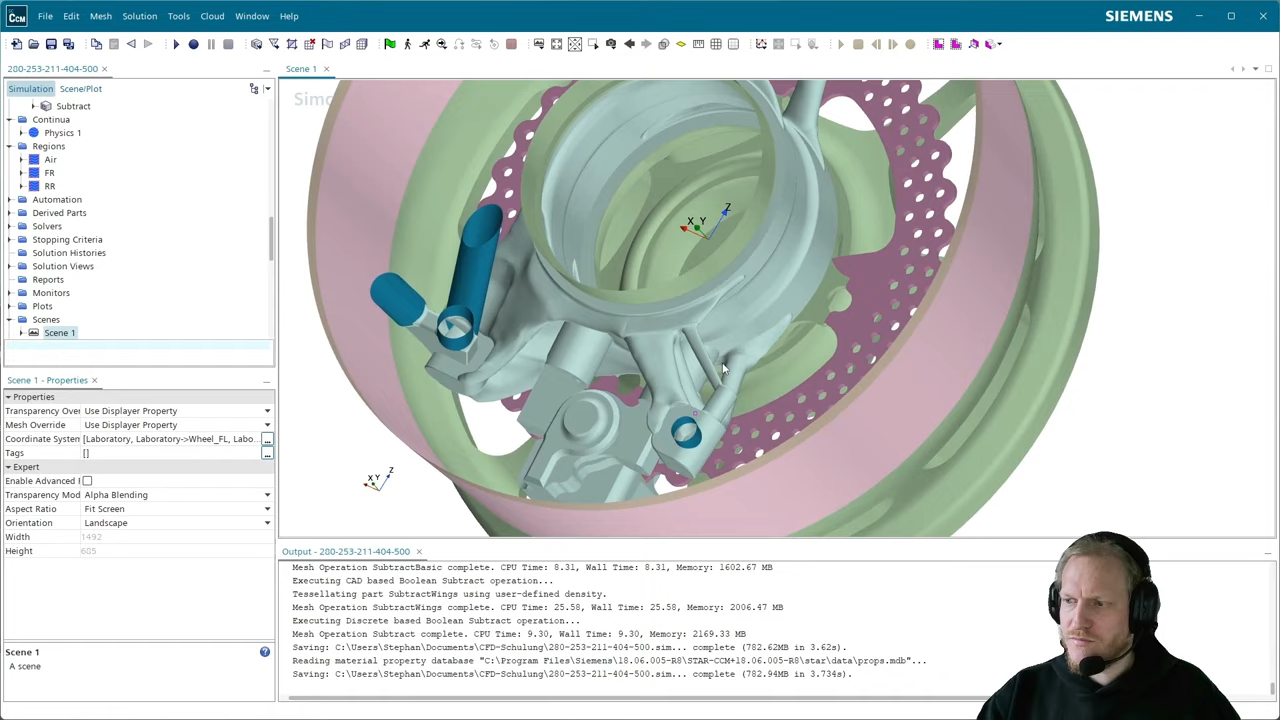 CCM File Edit Mesh Solution Tools Cloud Window Help SIEMENS
280-253-211-404-500
Simulation Scene/Plot
Subtract
Continua
Physics 1
Regions
Air
FR
RR
Automation
Derived Parts
Solvers
Stopping Criteria
Solution Histories
Solution Views
Reports
Monitors
Plots
Scenes
Scene 1
Scene 1 - Properties
Properties
Transparency Over Use Displayer Property
Mesh Override Use Displayer Property
Coordinate System [Laboratory, Laboratory->Wheel_FL, Labo...
Tags []
Expert
Enable Advanced
Transparency Mod Alpha Blending
Aspect Ratio Fit Screen
Orientation Landscape
Width 1492
Height 685
Scene 1
A scene
Scene 1
X Y Z
X Y Z
Output - 280-253-211-404-500
Mesh Operation SubtractBasic complete. CPU Time: 8.31, Wall Time: 8.31, Memory: 1602.67 MB
Executing CAD based Boolean Subtract operation...
Tessellating part SubtractWings using user-defined density.
Mesh Operation SubtractWings complete. CPU Time: 25.58, Wall Time: 25.58, Memory: 2006.47 MB
Executing Discrete based Boolean Subtract operation...
Mesh Operation Subtract complete. CPU Time: 9.30, Wall Time: 9.30, Memory: 2169.33 MB
Saving: C:\Users\Stephan\Documents\CFD-Schulung\280-253-211-404-500.sim... complete (782.62MB in 3.62s).
Reading material property database "C:\Program Files\Siemens\18.06.005-R8\STAR-CCM+18.06.005-R8\star\data\props.mdb"...
Saving: C:\Users\Stephan\Documents\CFD-Schulung\280-253-211-404-500.sim... complete (782.94MB in 3.734s).